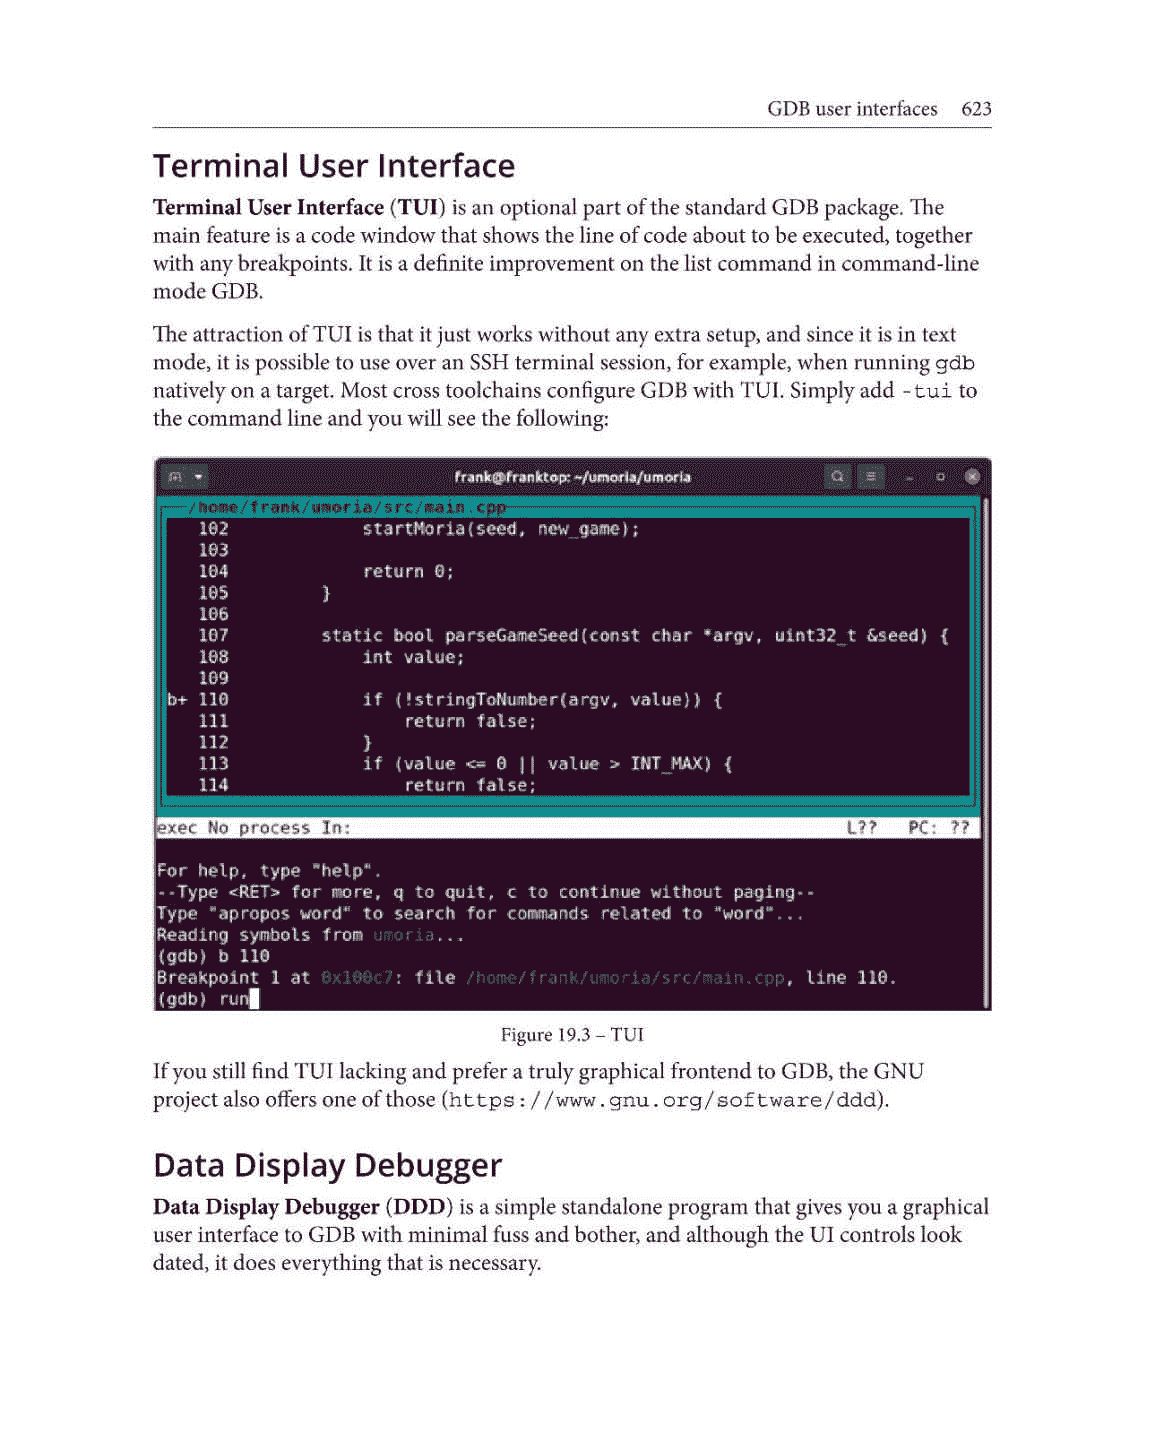 GDB user interfaces 623
Terminal User Interface
Terminal User Interface (TUI) is an optional part of the standard GDB package. The
main feature is a code window that shows the line of code about to be executed, together
with any breakpoints. It is a definite improvement on the list command in command-line
mode GDB.
The attraction of TUI is that it just works without any extra setup, and since it is in text
mode, it is possible to use over an SSH terminal session, for example, when running gdb
natively on a target. Most cross toolchains configure GDB with TUI. Simply add -tui to
the command line and you will see the following:
frank@franktop: ~/umoria/umoria
/home/frank/umoria/src/main.cpp
102 startMoria(seed, new_game);
103
104 return 0;
105 }
106
107 static bool parseGameSeed(const char *argv, uint32_t &seed) {
108 int value;
109
b+ 110 if (!stringToNumber(argv, value)) {
111 return false;
112 }
113 if (value <= 0 || value > INT_MAX) {
114 return false;
exec No process In: L?? PC: ??
For help, type "help".
--Type <RET> for more, q to quit, c to continue without paging--
Type "apropos word" to search for commands related to "word"...
Reading symbols from umoria...
(gdb) b 110
Breakpoint 1 at 0x100c7: file /home/frank/umoria/src/main.cpp, line 110.
(gdb) run
Figure 19.3 – TUI
If you still find TUI lacking and prefer a truly graphical frontend to GDB, the GNU
project also offers one of those (https://www.gnu.org/software/ddd).
Data Display Debugger
Data Display Debugger (DDD) is a simple standalone program that gives you a graphical
user interface to GDB with minimal fuss and bother, and although the UI controls look
dated, it does everything that is necessary.